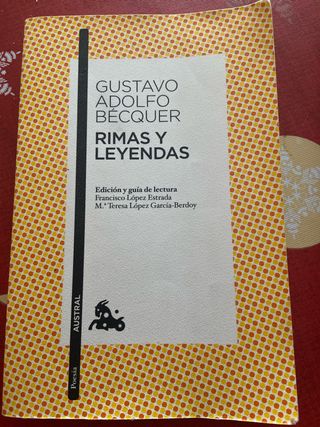 GUSTAVO
ADOLFO
BÉCQUER
RIMAS Y
LEYENDAS
Edición y guía de lectura
Francisco López Estrada
M.ª Teresa López García-Berdoy
AUSTRAL
Poesía